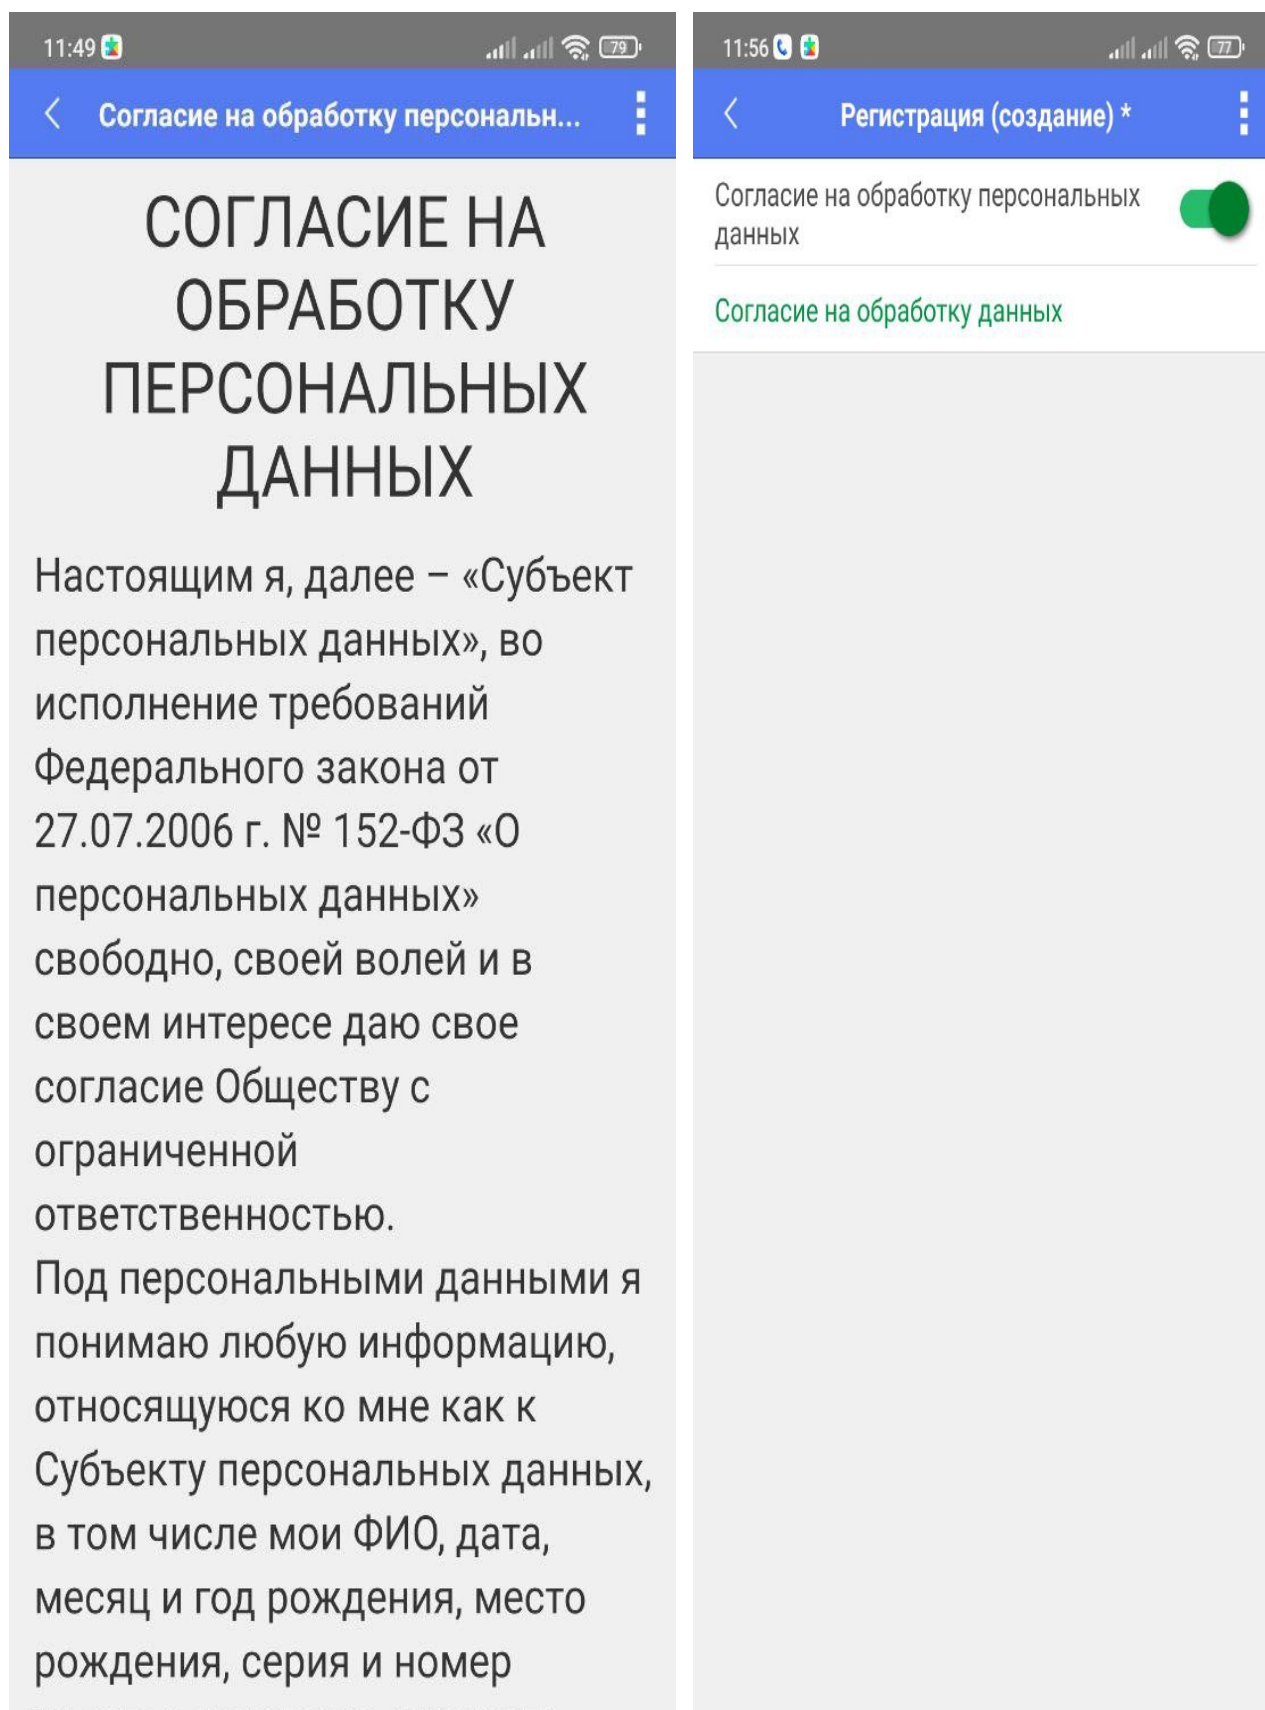 11:49
79
Согласие на обработку персональн...
СОГЛАСИЕ НА
ОБРАБОТКУ
ПЕРСОНАЛЬНЫХ
ДАННЫХ
Настоящим я, далее – «Субъект
персональных данных», во
исполнение требований
Федерального закона от
27.07.2006 г. № 152-ФЗ «О
персональных данных»
свободно, своей волей и в
своем интересе даю свое
согласие Обществу с
ограниченной
ответственностью.
Под персональными данными я
понимаю любую информацию,
относящуюся ко мне как к
Субъекту персональных данных,
в том числе мои ФИО, дата,
месяц и год рождения, место
рождения, серия и номер
11:56
77
Регистрация (создание) *
Согласие на обработку персональных
данных
Согласие на обработку данных